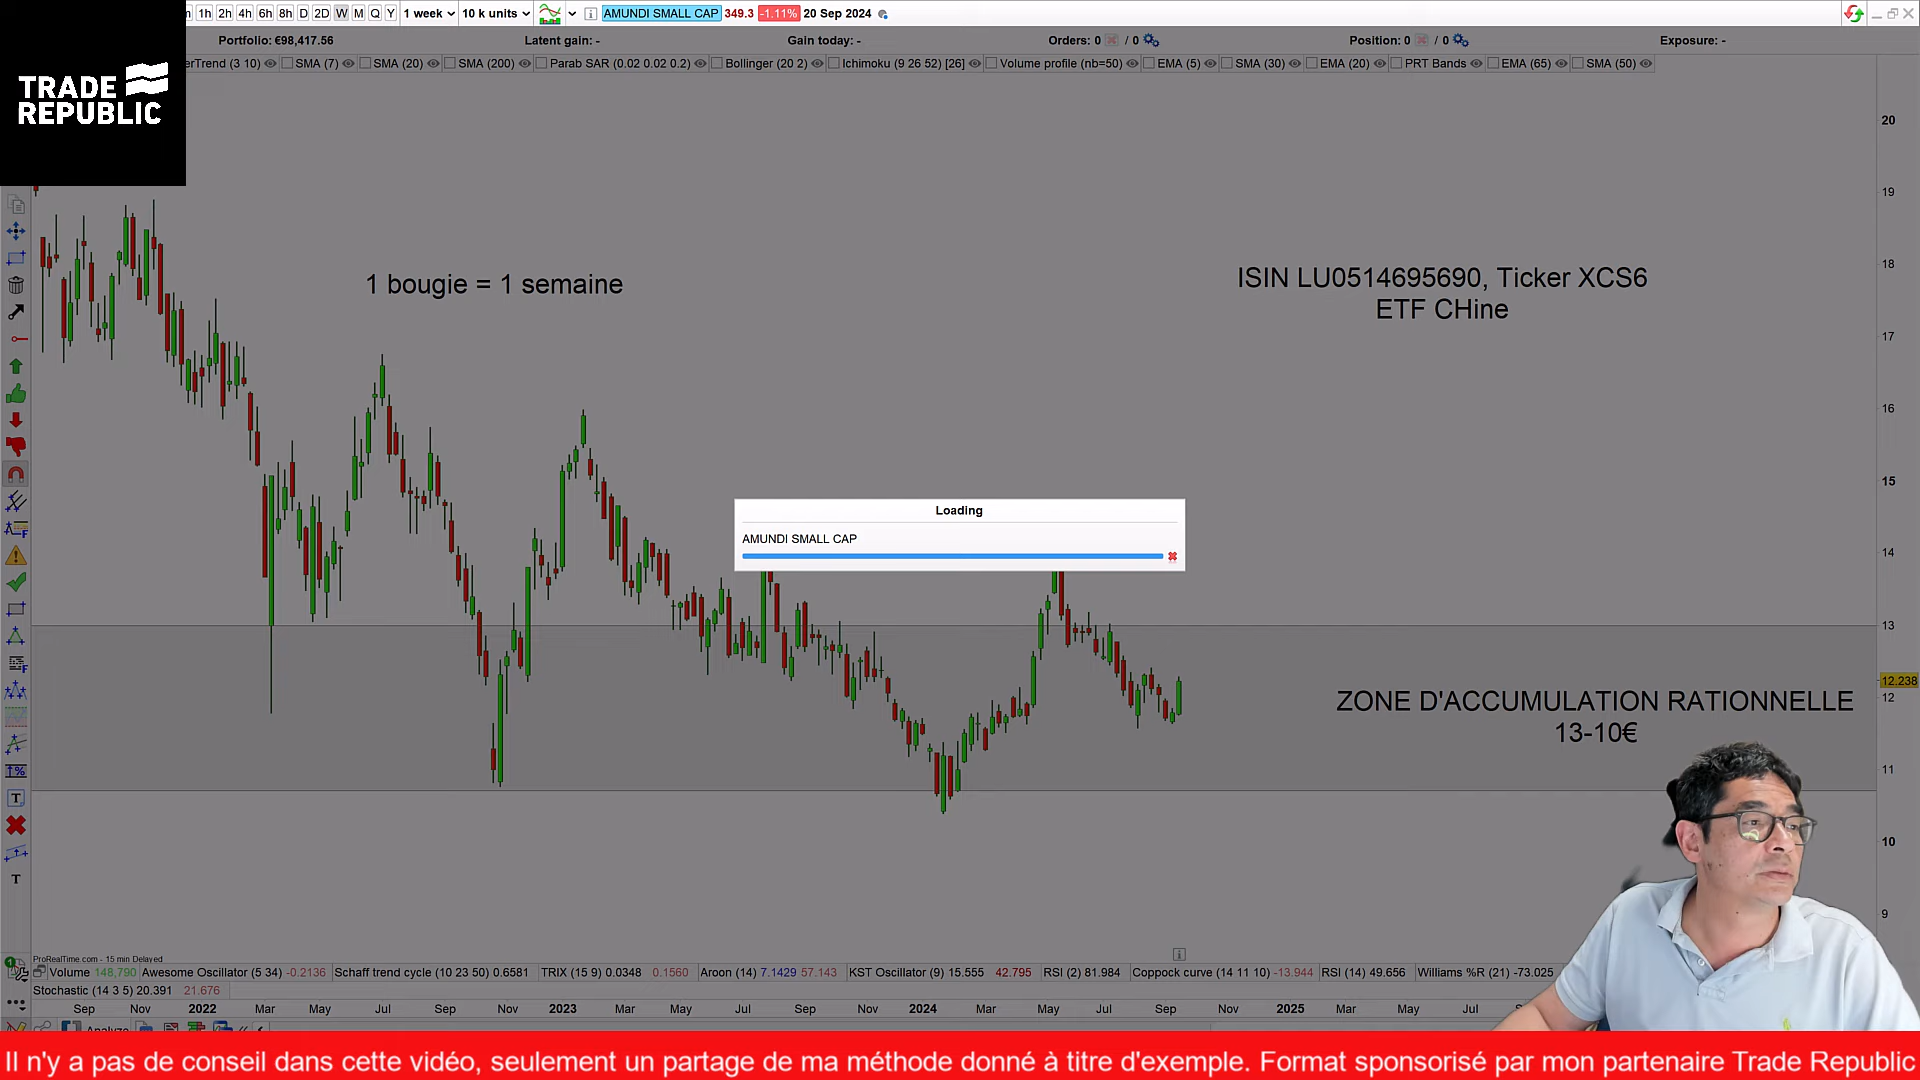 1h 2h 4h 6h 8h D 2D W M Q Y 1 week 10 k units AMUNDI SMALL CAP 349.3 -1.11% 20 Sep 2024
Portfolio: €98,417.56 Latent gain: - Gain today: - Orders: 0 / 0 Position: 0 / 0 Exposure: -
erTrend (3 10) SMA (7) SMA (20) SMA (200) Parab SAR (0.02 0.02 0.2) Bollinger (20 2) Ichimoku (9 26 52) [26] Volume profile (nb=50) EMA (5) SMA (30) EMA (20) PRT Bands EMA (65) SMA (50)
TRADE
REPUBLIC
20
19
18
17
16
15
14
13
12.238
12
11
10
9
1 bougie = 1 semaine
ISIN LU0514695690, Ticker XCS6
ETF CHine
Loading
AMUNDI SMALL CAP
ZONE D'ACCUMULATION RATIONNELLE
13-10€
ProRealTime.com - 15 min Delayed
Volume 148,790 Awesome Oscillator (5 34) -0.2136 Schaff trend cycle (10 23 50) 0.6581 TRIX (15 9) 0.0348 0.1560 Aroon (14) 7.1429 57.143 KST Oscillator (9) 15.555 42.795 RSI (2) 81.984 Coppock curve (14 11 10) -13.944 RSI (14) 49.656 Williams %R (21) -73.025
Stochastic (14 3 5) 20.391 21.676
Sep Nov 2022 Mar May Jul Sep Nov 2023 Mar May Jul Sep Nov 2024 Mar May Jul Sep Nov 2025 Mar May Jul
Analyze
Il n'y a pas de conseil dans cette vidéo, seulement un partage de ma méthode donné à titre d'exemple. Format sponsorisé par mon partenaire Trade Republic